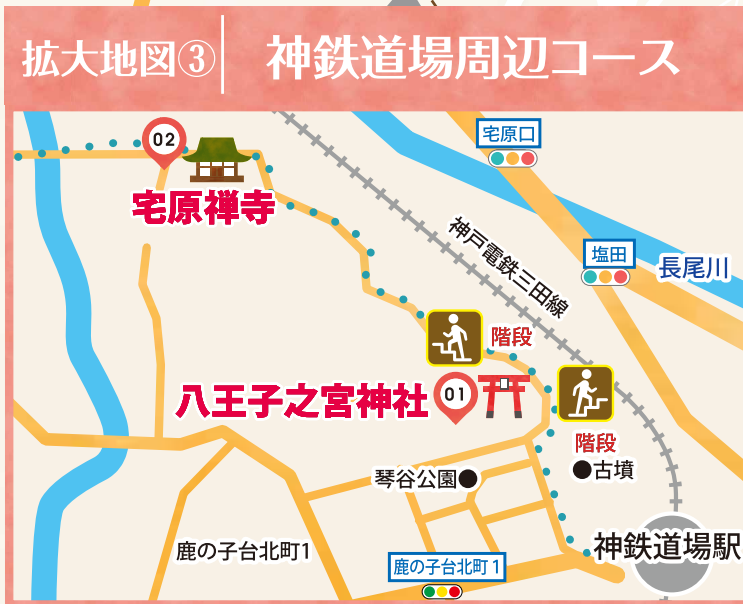 拡大地図③ 神鉄道場周辺コース
02
宅原禅寺
宅原口
塩田
長尾川
神戸電鉄三田線
階段
八王子之宮神社
01
階段
古墳
琴谷公園
鹿の子台北町1
鹿の子台北町1
神鉄道場駅